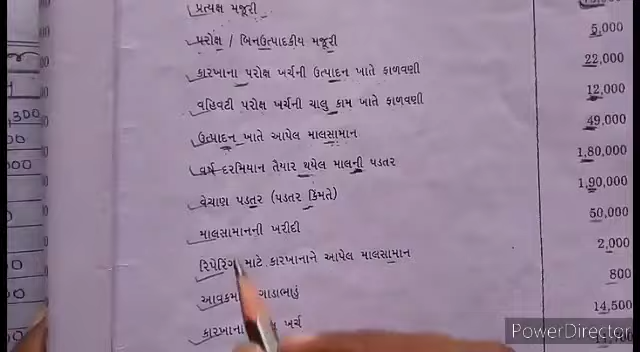 પ્રત્યક્ષ મજૂરી
પરોક્ષ / બિનઉત્પાદકીય મજૂરી 5,000
કારખાના પરોક્ષ ખર્ચની ઉત્પાદન ખાતે ફાળવણી 22,000
વહિવટી પરોક્ષ ખર્ચની ચાલુ કામ ખાતે ફાળવણી 12,000
ઉત્પાદન ખાતે આપેલ માલસામાન 49,000
વર્ષ દરમિયાન તૈયાર થયેલ માલની પડતર 1,80,000
વેચાણ પડતર (પડતર કિંમતે) 1,90,000
માલસામાનની ખરીદી 50,000
રિપેરિંગ માટે કારખાનાને આપેલ માલસામાન 2,000
આવકમાલ ગાડાભાડું 800
કારખાના ખર્ચ 14,500
PowerDirector